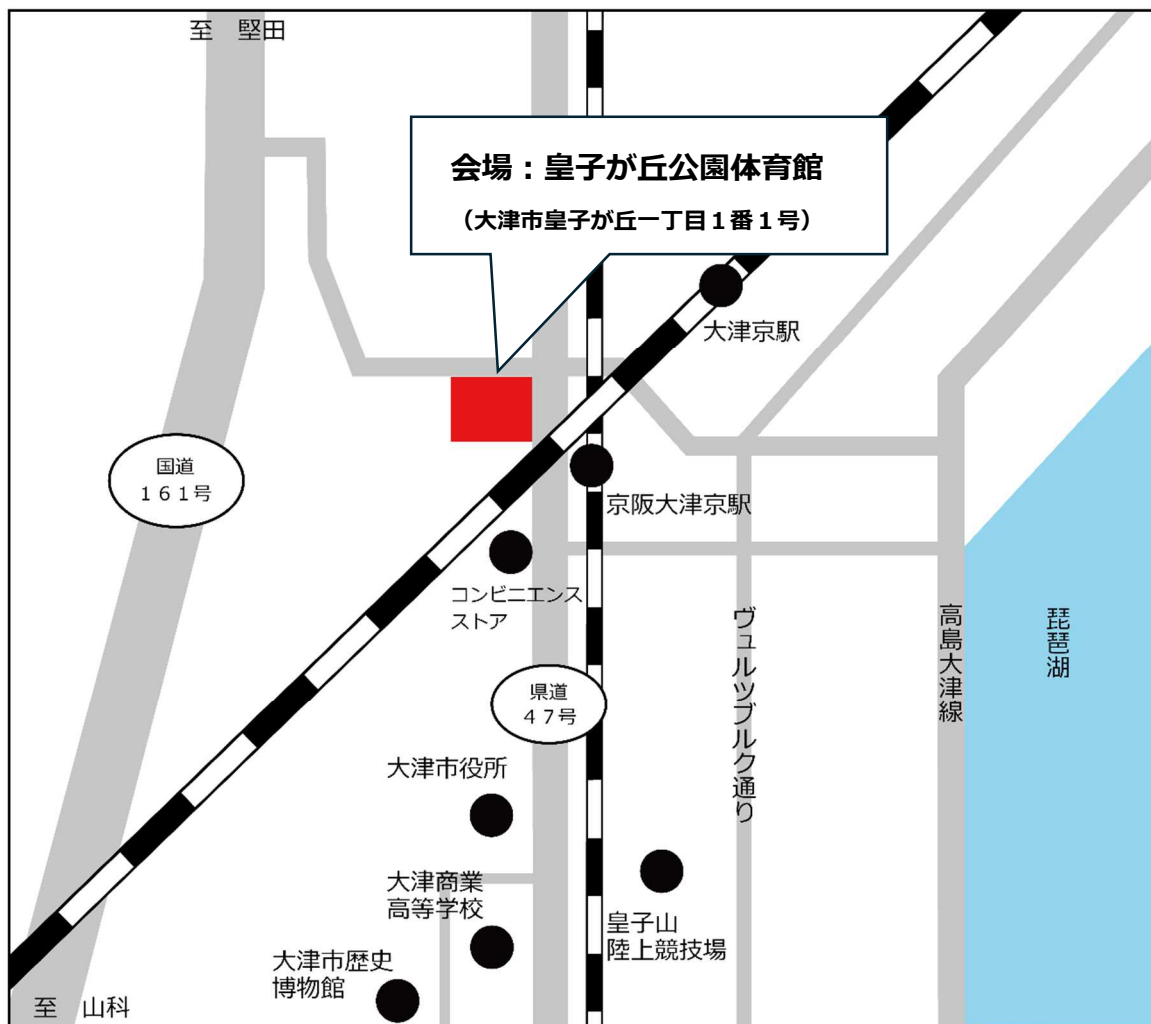 至　堅田
会場：皇子が丘公園体育館
（大津市皇子が丘一丁目１番１号）
大津京駅
国道
１６１号
京阪大津京駅
コンビニエンス
ストア
ヴュルツブルク通り
高島大津線
琵琶湖
県道
４７号
大津市役所
大津商業
高等学校
皇子山
陸上競技場
大津市歴史
博物館
至　山科